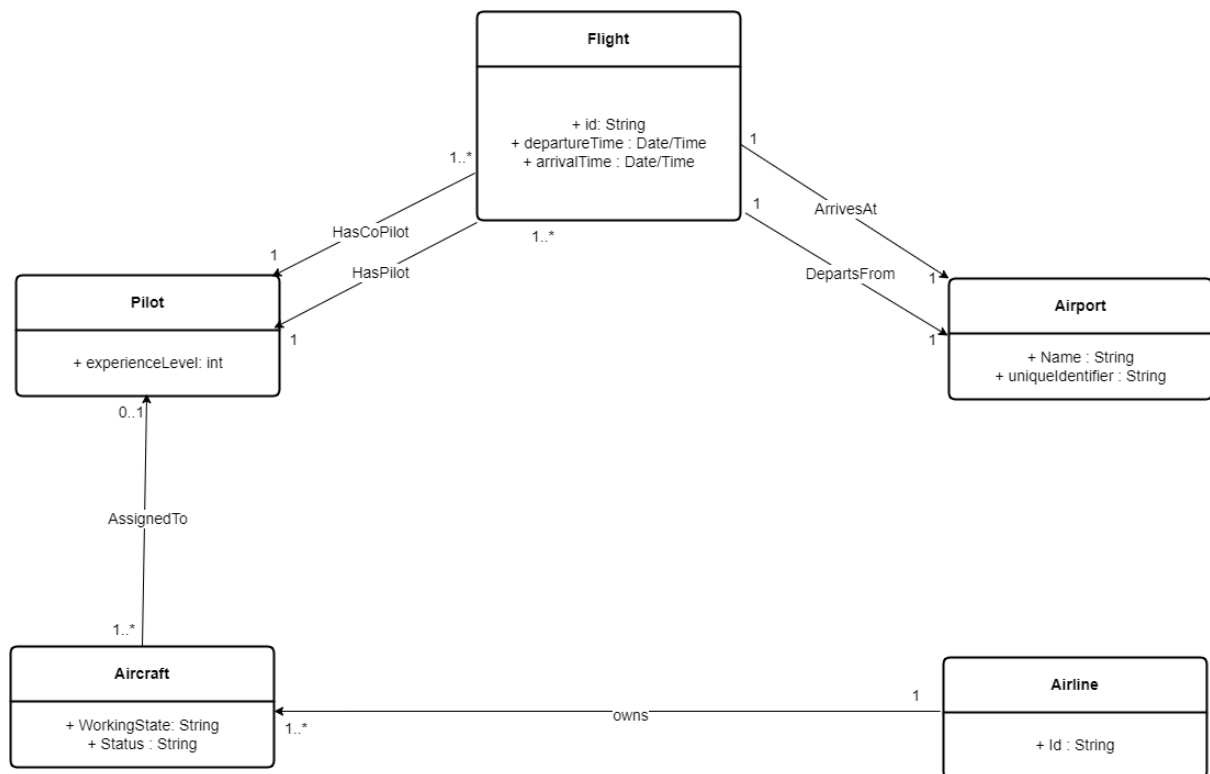 Flight
+ id: String
+ departureTime : Date/Time
+ arrivalTime : Date/Time
1..*
1
HasCoPilot
ArrivesAt
1
1..*
1
HasPilot
DepartsFrom
1
1
1
Pilot
+ experienceLevel: int
Airport
+ Name : String
+ uniqueIdentifier : String
0..1
AssignedTo
1..*
Aircraft
+ WorkingState: String
+ Status : String
1..*
owns
1
Airline
+ Id : String